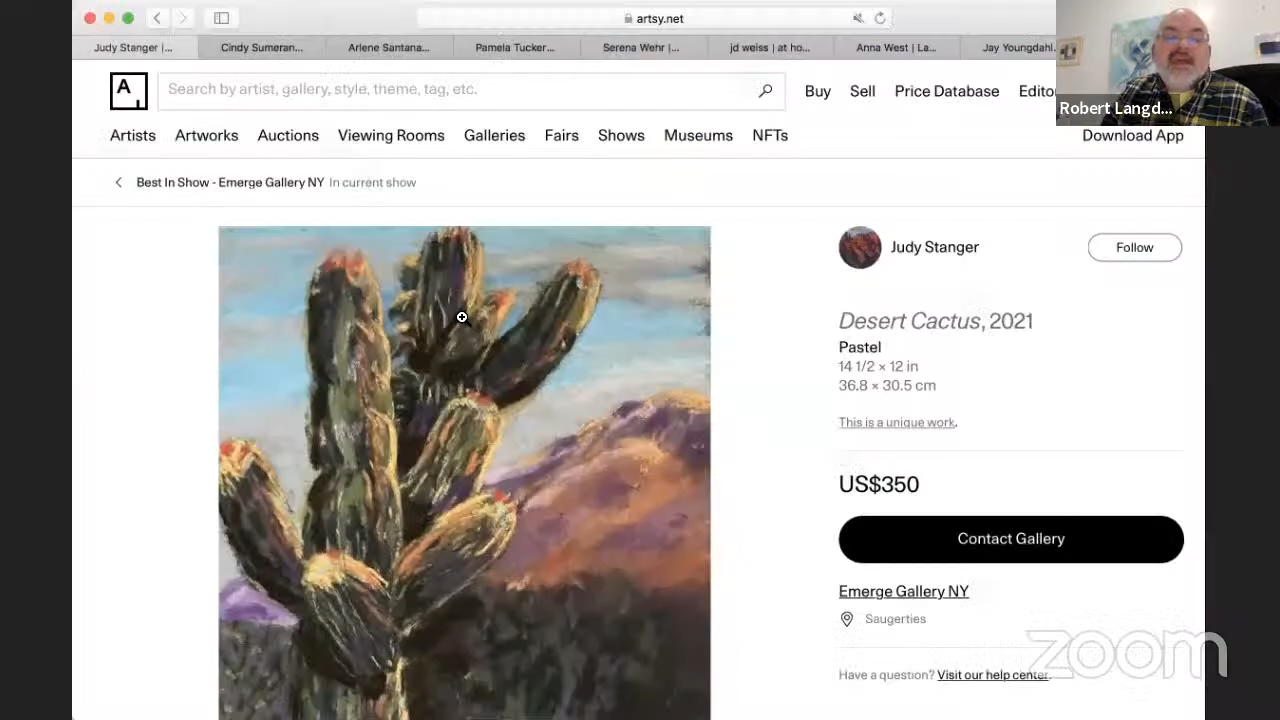 artsy.net
Judy Stanger |...
Cindy Sumeran...
Arlene Santana...
Pamela Tucker...
Serena Wehr |...
jd weiss | at ho...
Anna West | La...
Jay Youngdahl.
Robert Langd...
A
Search by artist, gallery, style, theme, tag, etc.
Buy
Sell
Price Database
Edito
Artists
Artworks
Auctions
Viewing Rooms
Galleries
Fairs
Shows
Museums
NFTs
Download App
Best In Show - Emerge Gallery NY In current show
Judy Stanger
Follow
Desert Cactus, 2021
Pastel
14 1/2 × 12 in
36.8 × 30.5 cm
This is a unique work.
US$350
Contact Gallery
Emerge Gallery NY
Saugerties
Have a question? Visit our help center.
zoom